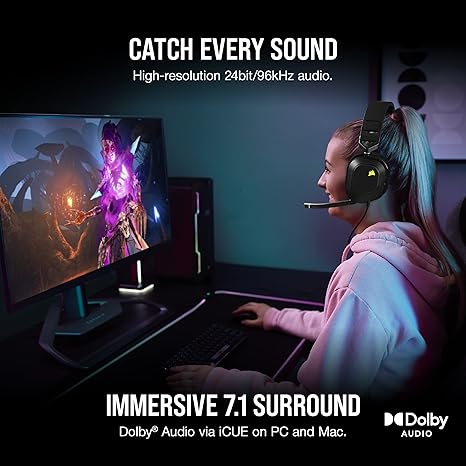 CATCH EVERY SOUND
High-resolution 24bit/96kHz audio.
IMMERSIVE 7.1 SURROUND
Dolby® Audio via iCUE on PC and Mac.
Dolby
AUDIO